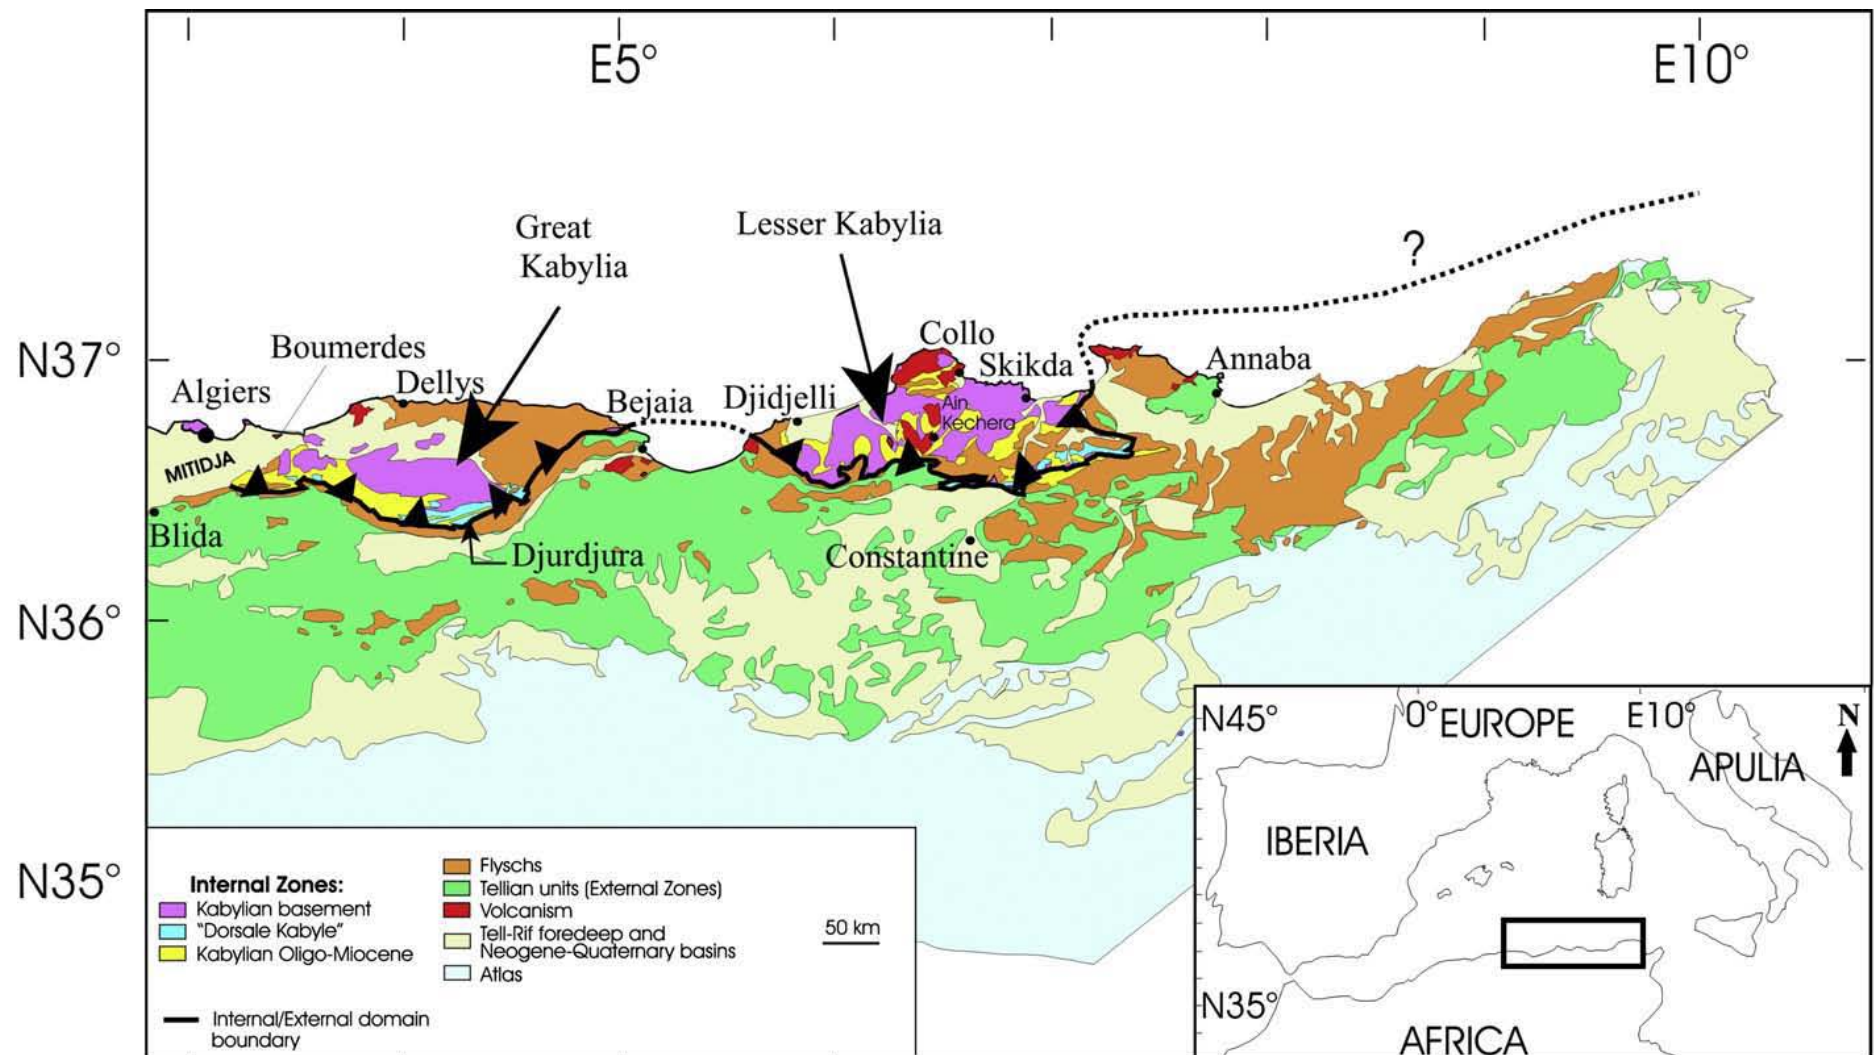 E5°
E10°
Great
Kabylia
Lesser Kabylia
?
N37°
Boumerdes
Collo
Skikda
Annaba
Algiers
Dellys
Bejaia
Djidjelli
Ain
Kechera
MITIDJA
Blida
Djurdjura
Constantine
N36°
N35°
Internal Zones:
Kabylian basement
"Dorsale Kabyle"
Kabylian Oligo-Miocene
Flyschs
Tellian units (External Zones)
Volcanism
Tell-Rif foredeep and
Neogene-Quaternary basins
Atlas
50 km
Internal/External domain
boundary
N45°
0°
EUROPE
E10°
N
APULIA
IBERIA
N35°
AFRICA